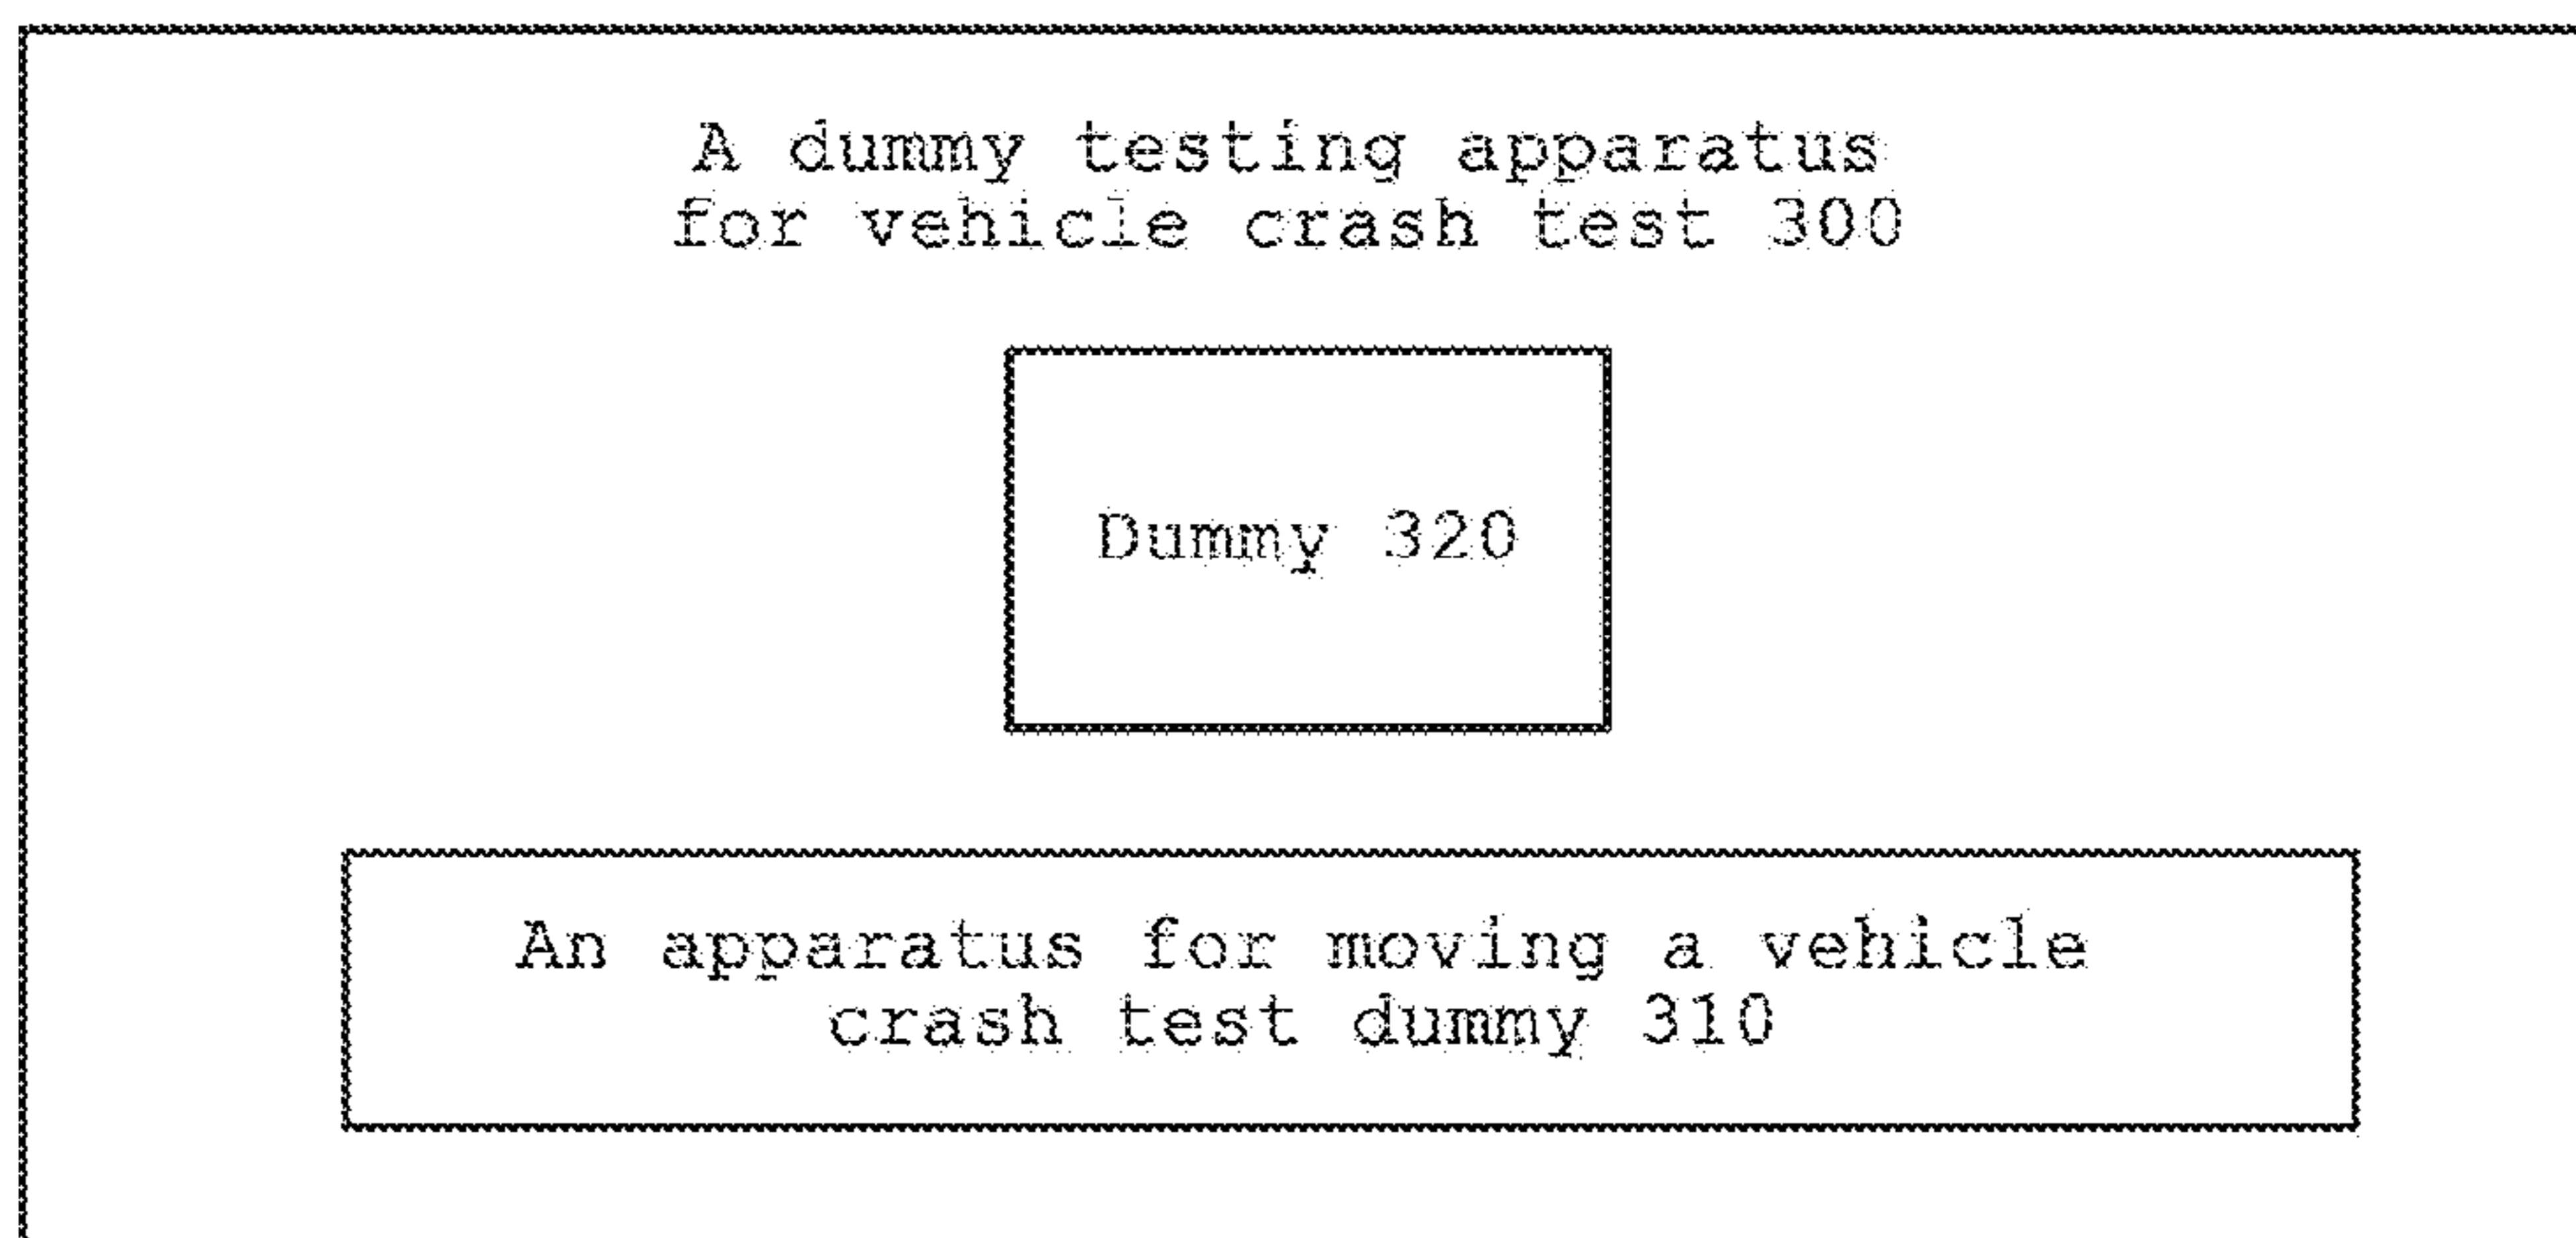 A dummy testing apparatus
for vehicle crash test 300
Dummy 320
An apparatus for moving a vehicle
crash test dummy 310